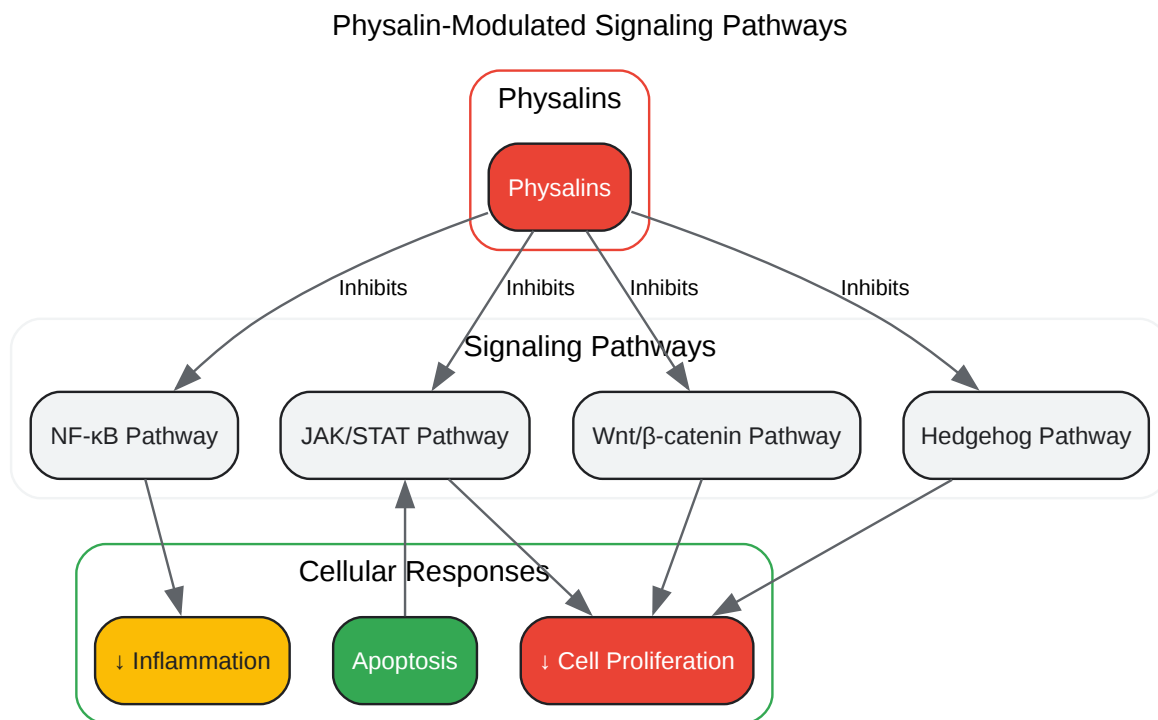 Physalin-Modulated Signaling Pathways
Physalins
Physalins
Inhibits
Inhibits
Inhibits
Inhibits
Signaling Pathways
NF-κB Pathway
JAK/STAT Pathway
Wnt/β-catenin Pathway
Hedgehog Pathway
Cellular Responses
↓ Inflammation
Apoptosis
↓ Cell Proliferation